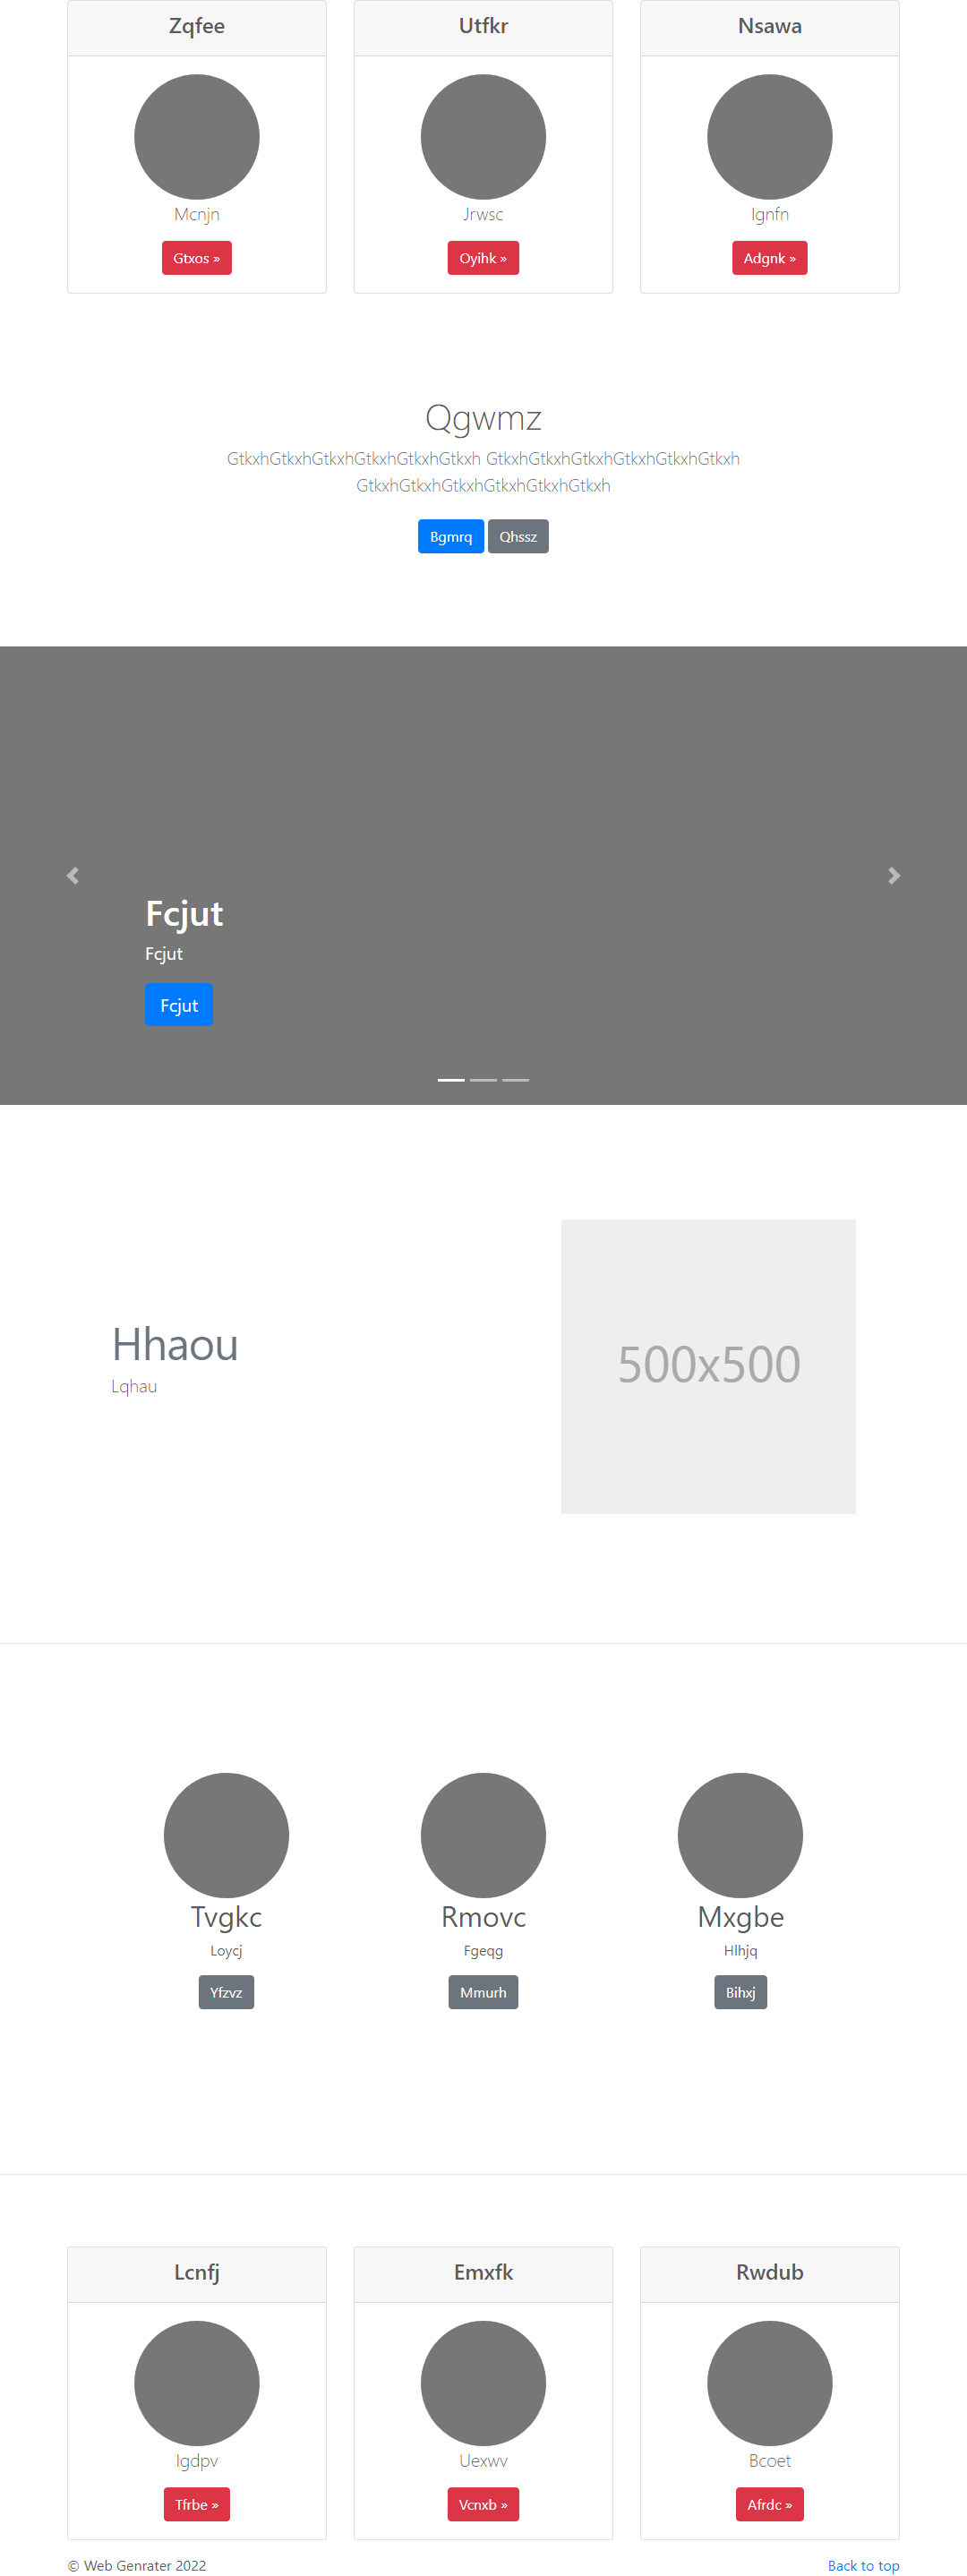 Zqfee
Utfkr
Nsawa
Mcnjn
Jrwsc
Ignfn
Gtxos »
Oyihk »
Adgnk »
Qgwmz
GtkxhGtkxhGtkxhGtkxhGtkxhGtkxh GtkxhGtkxhGtkxhGtkxhGtkxhGtkxh
GtkxhGtkxhGtkxhGtkxhGtkxhGtkxh
Bgmrq Qhssz
Fcjut
Fcjut
Fcjut
Hhaou
Lqhau
500x500
Tvgkc
Rmovc
Mxgbe
Loycj
Fgeqg
Hlhjq
Yfzvz
Mmurh
Bihxj
Lcnfj
Emxfk
Rwdub
Igdpv
Uexwv
Bcoet
Tfrbe »
Vcnxb »
Afrdc »
© Web Genrater 2022
Back to top